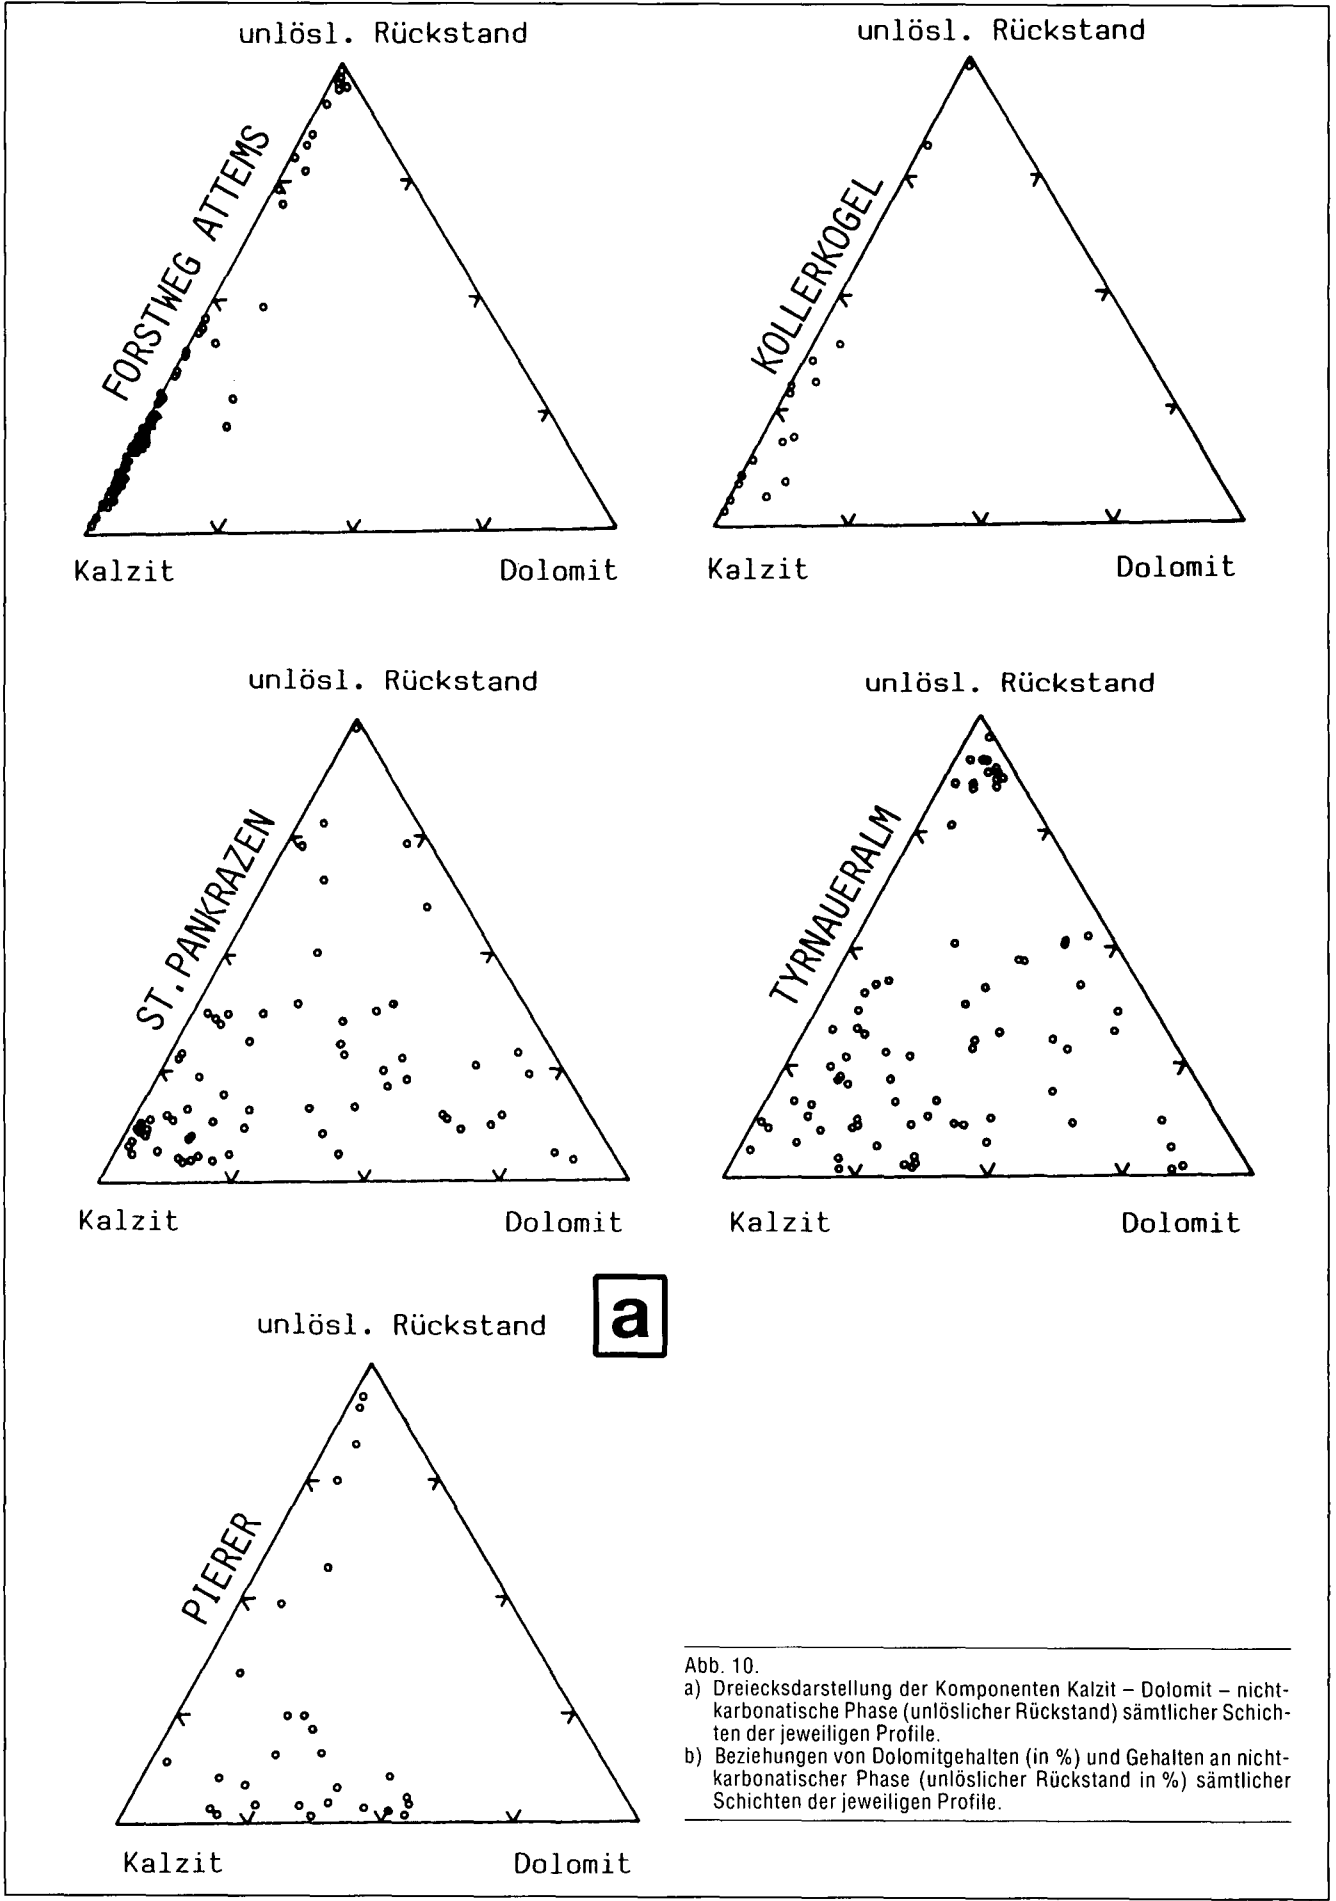 unlösl. Rückstand
FORSTWEG ATTEMS
Kalzit
Dolomit
unlösl. Rückstand
KOLLERKOGEL
Kalzit
Dolomit
unlösl. Rückstand
ST. PANKRAZEN
Kalzit
Dolomit
unlösl. Rückstand
TYRNAUERALM
Kalzit
Dolomit
a
unlösl. Rückstand
PIERER
Kalzit
Dolomit
Abb. 10.
a) Dreiecksdarstellung der Komponenten Kalzit – Dolomit – nicht-
karbonatische Phase (unlöslicher Rückstand) sämtlicher Schich-
ten der jeweiligen Profile.
b) Beziehungen von Dolomitgehalten (in %) und Gehalten an nicht-
karbonatischer Phase (unlöslicher Rückstand in %) sämtlicher
Schichten der jeweiligen Profile.